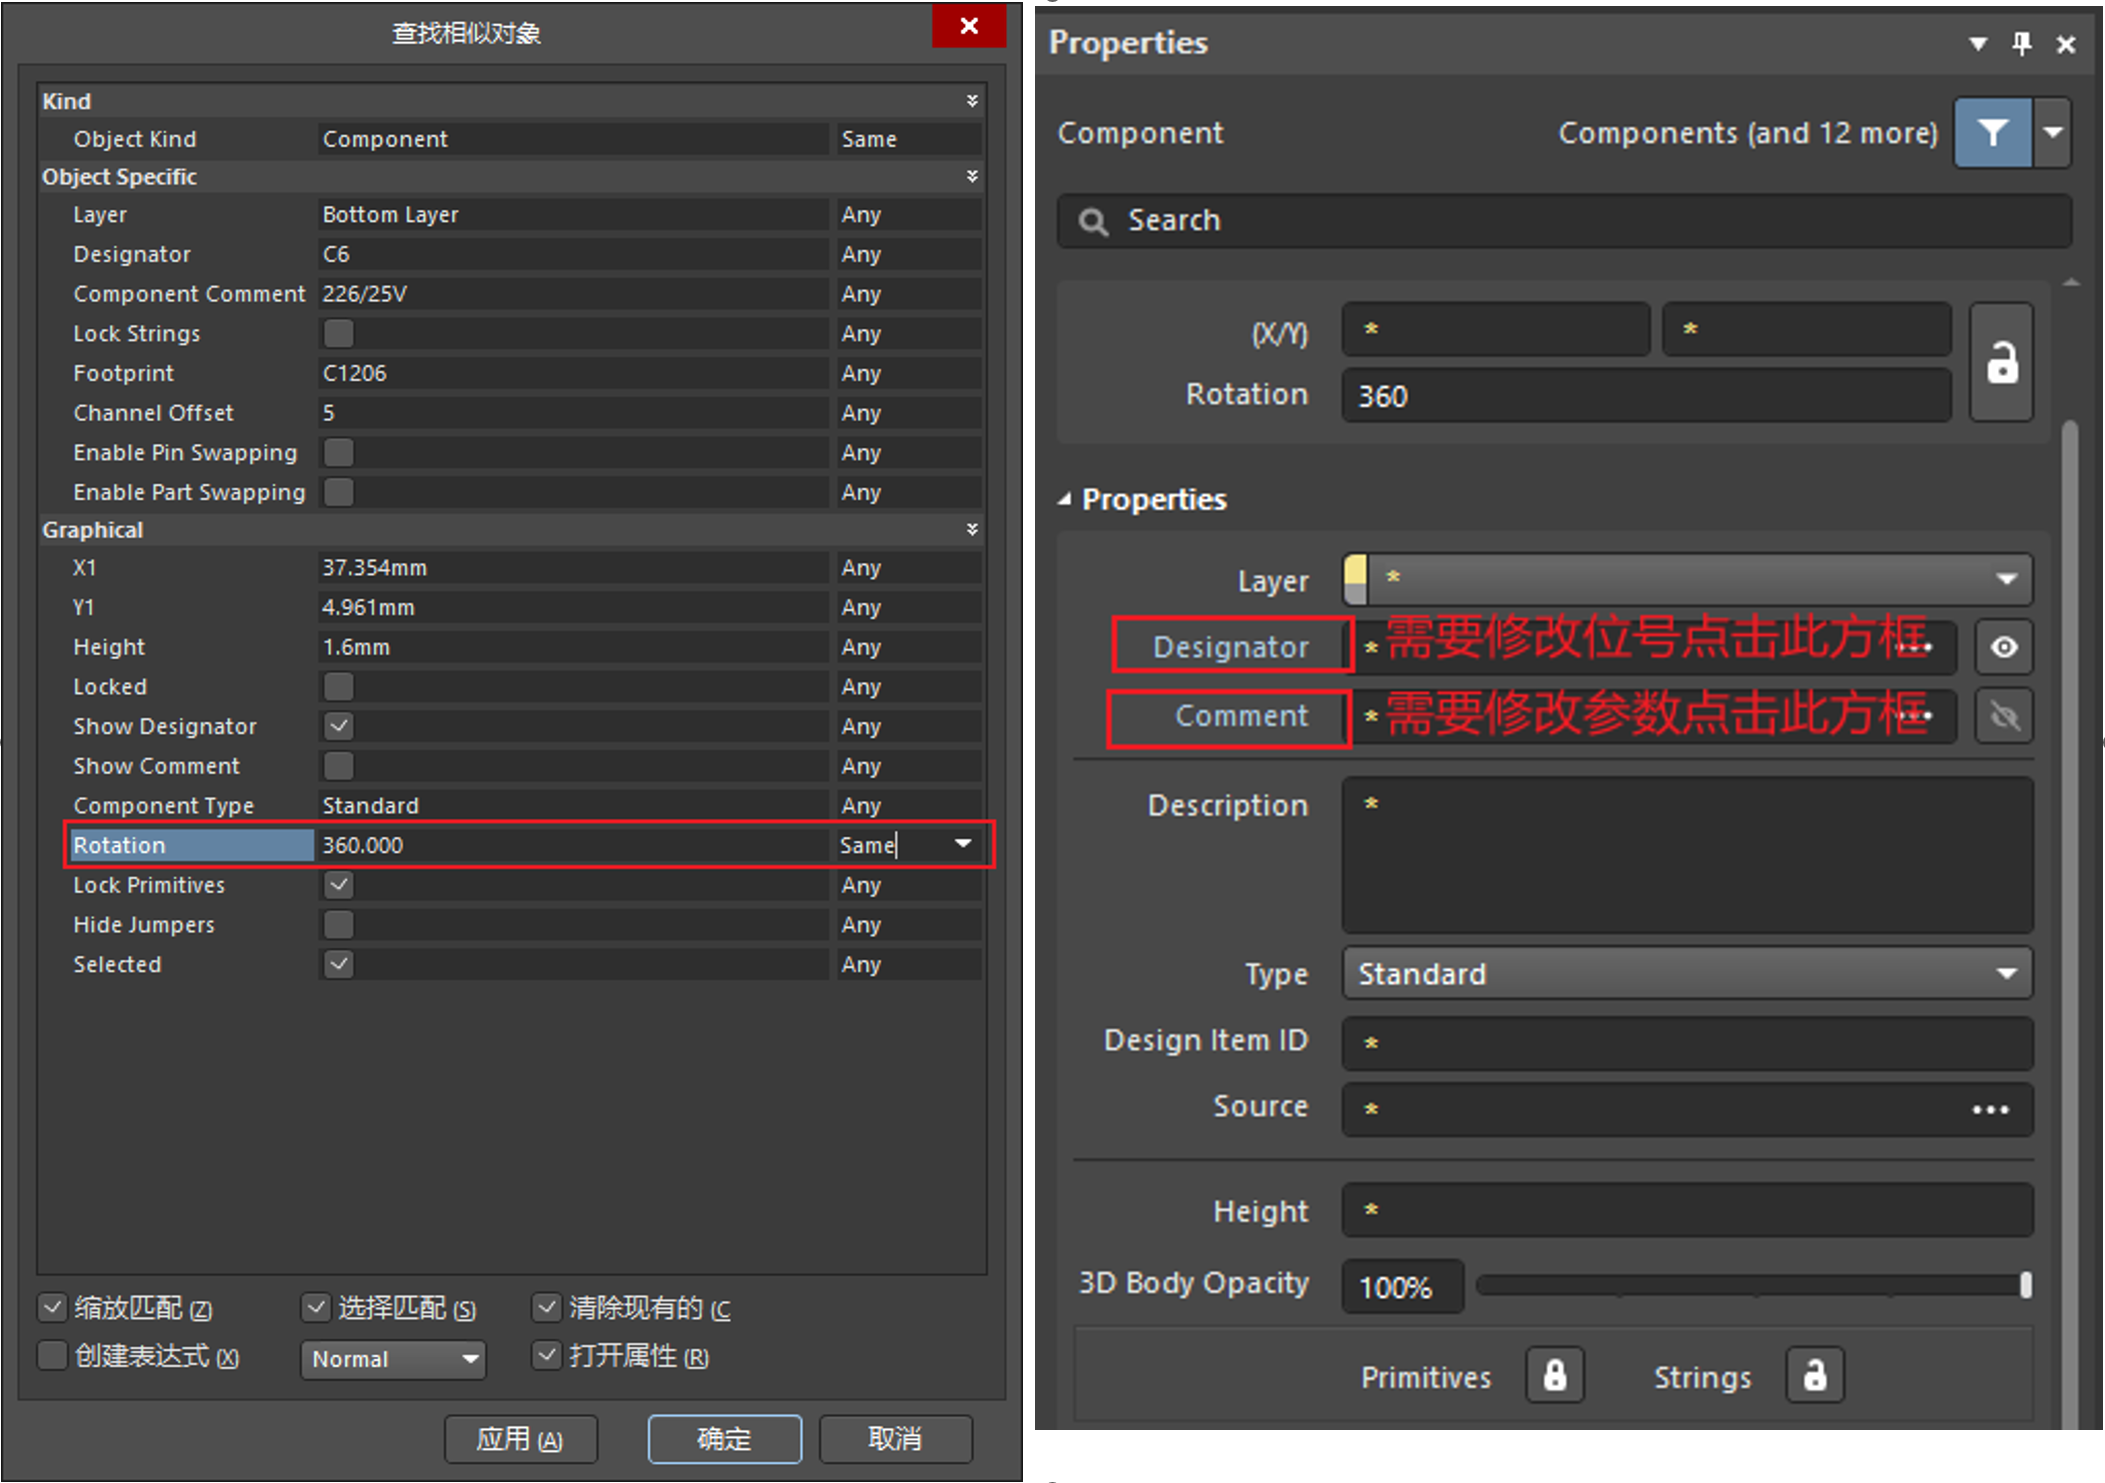 查找相似对象
Kind
Object Kind Component Same
Object Specific
Layer Bottom Layer Any
Designator C6 Any
Component Comment 226/25V Any
Lock Strings Any
Footprint C1206 Any
Channel Offset 5 Any
Enable Pin Swapping Any
Enable Part Swapping Any
Graphical
X1 37.354mm Any
Y1 4.961mm Any
Height 1.6mm Any
Locked Any
Show Designator Any
Show Comment Any
Component Type Standard Any
Rotation 360.000 Same
Lock Primitives Any
Hide Jumpers Any
Selected Any
缩放匹配 (Z) 选择匹配 (S) 清除现有的 (C
创建表达式 (X) Normal 打开属性 (R)
应用 (A) 确定 取消
Properties
Component Components (and 12 more)
Search
(X/Y) * *
Rotation 360
Properties
Layer *
Designator * 需要修改位号点击此方框
Comment * 需要修改参数点击此方框
Description *
Type Standard
Design Item ID *
Source * •••
Height *
3D Body Opacity 100%
Primitives Strings